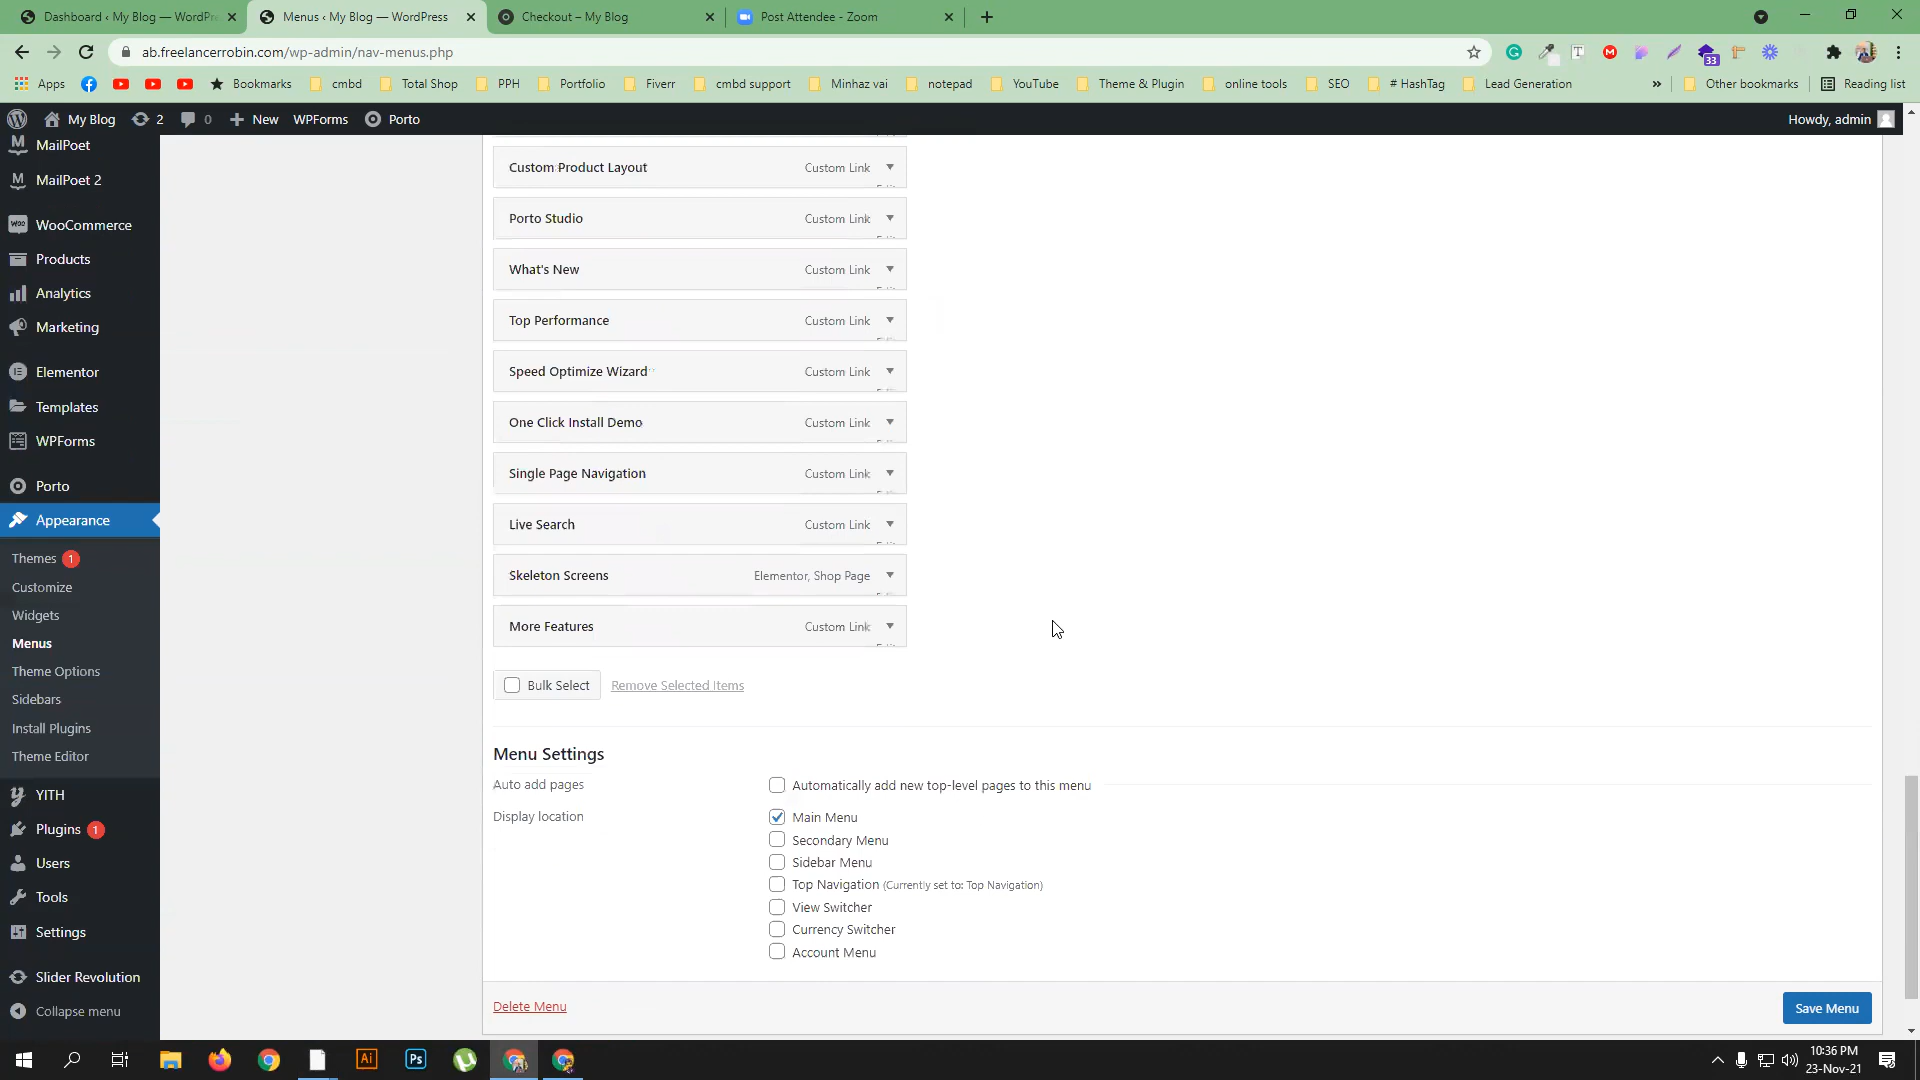 Dashboard ‹ My Blog — WordPre
Menus ‹ My Blog — WordPress
Checkout – My Blog
Post Attendee - Zoom
ab.freelancerrobin.com/wp-admin/nav-menus.php
Apps
Bookmarks
cmbd
Total Shop
PPH
Portfolio
Fiverr
cmbd support
Minhaz vai
notepad
YouTube
Theme & Plugin
online tools
SEO
# HashTag
Lead Generation
»
Other bookmarks
Reading list
33
My Blog
2
0
New
WPForms
Porto
Howdy, admin
MailPoet
MailPoet 2
WooCommerce
Products
Analytics
Marketing
Elementor
Templates
WPForms
Porto
Appearance
Themes 1
Customize
Widgets
Menus
Theme Options
Sidebars
Install Plugins
Theme Editor
YITH
Plugins 1
Users
Tools
Settings
Slider Revolution
Collapse menu
Custom Product Layout Custom Link
Porto Studio Custom Link
What's New Custom Link
Top Performance Custom Link
Speed Optimize Wizard Custom Link
One Click Install Demo Custom Link
Single Page Navigation Custom Link
Live Search Custom Link
Skeleton Screens Elementor, Shop Page
More Features Custom Link
Bulk Select Remove Selected Items
Menu Settings
Auto add pages Automatically add new top-level pages to this menu
Display location Main Menu
Secondary Menu
Sidebar Menu
Top Navigation (Currently set to: Top Navigation)
View Switcher
Currency Switcher
Account Menu
Delete Menu
Save Menu
Ai
Ps
10:36 PM
23-Nov-21